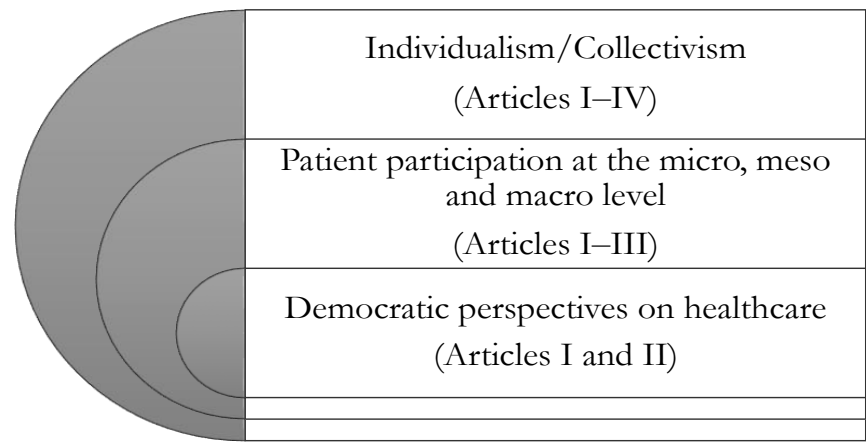 Individualism/Collectivism
(Articles I–IV)
Patient participation at the micro, meso
and macro level
(Articles I–III)
Democratic perspectives on healthcare
(Articles I and II)